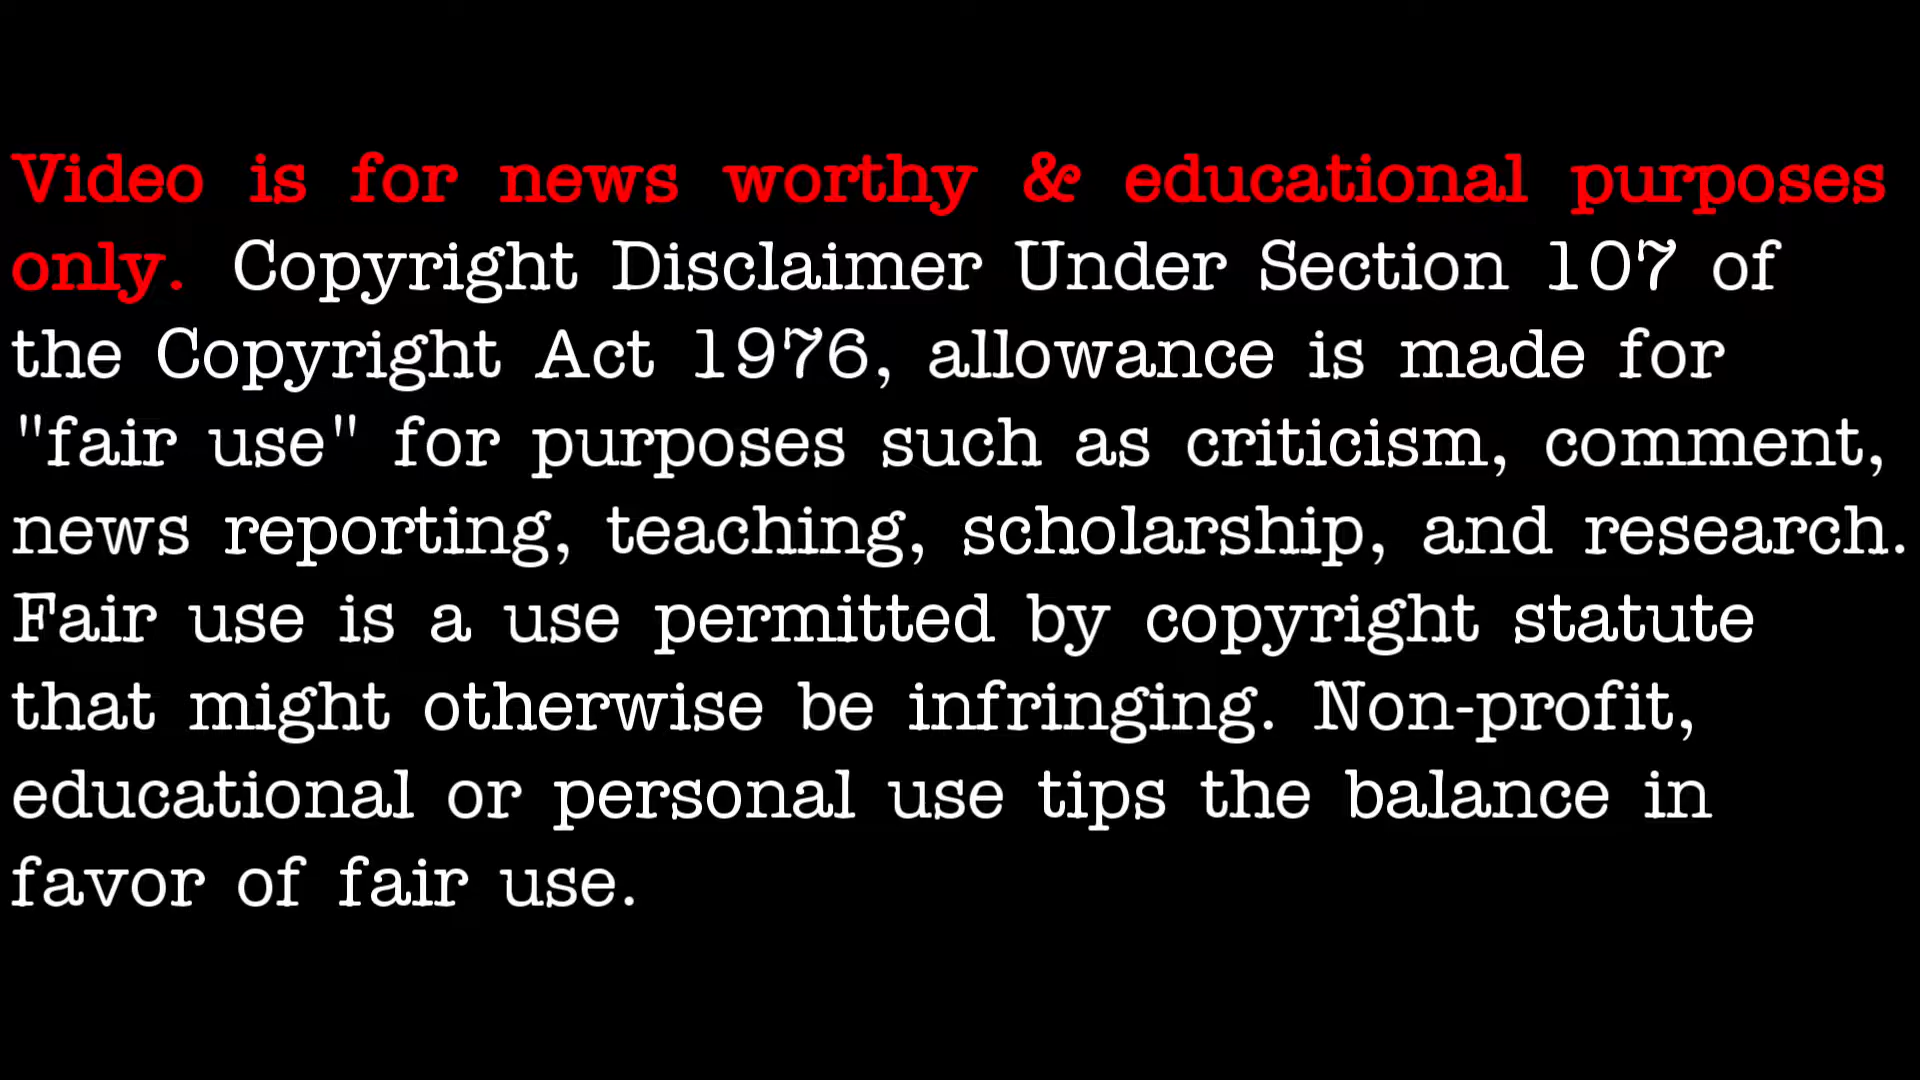 Video is for news worthy & educational purposes
only. Copyright Disclaimer Under Section 107 of
the Copyright Act 1976, allowance is made for
"fair use" for purposes such as criticism, comment,
news reporting, teaching, scholarship, and research.
Fair use is a use permitted by copyright statute
that might otherwise be infringing. Non-profit,
educational or personal use tips the balance in
favor of fair use.